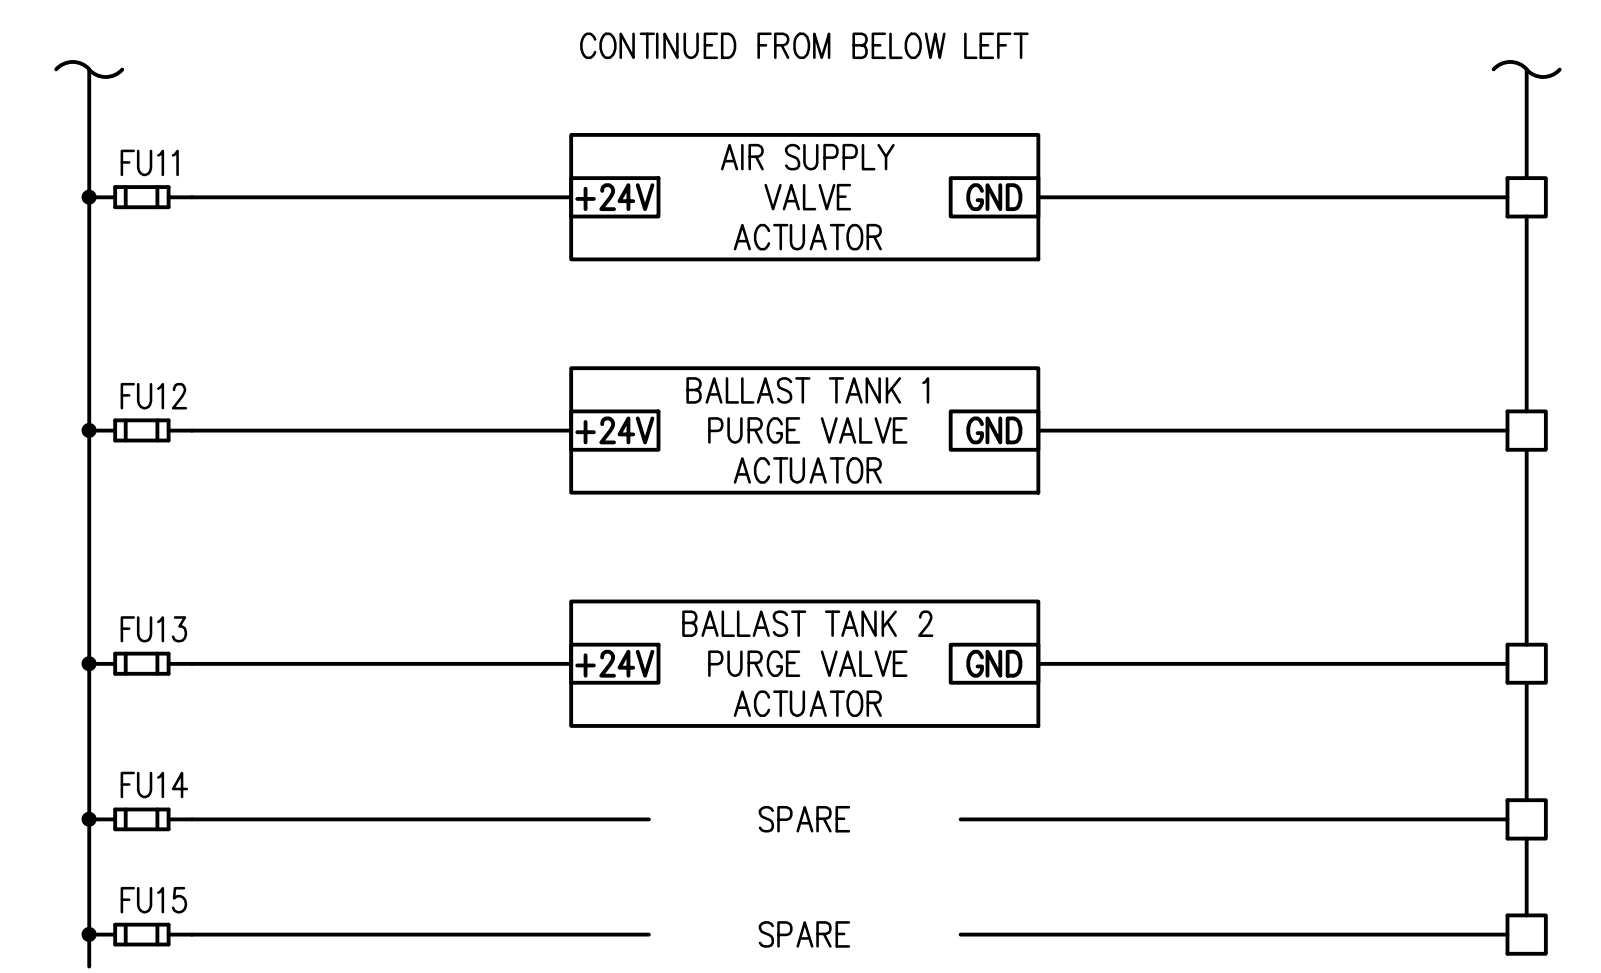 CONTINUED FROM BELOW LEFT
FU11
AIR SUPPLY
+24V VALVE GND
ACTUATOR
FU12
BALLAST TANK 1
+24V PURGE VALVE GND
ACTUATOR
FU13
BALLAST TANK 2
+24V PURGE VALVE GND
ACTUATOR
FU14
SPARE
FU15
SPARE